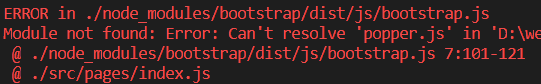 ERROR in ./node_modules/bootstrap/dist/js/bootstrap.js
Module not found: Error: Can't resolve 'popper.js' in 'D:\we
@ ./node_modules/bootstrap/dist/js/bootstrap.js 7:101-121
@ ./src/pages/index.js